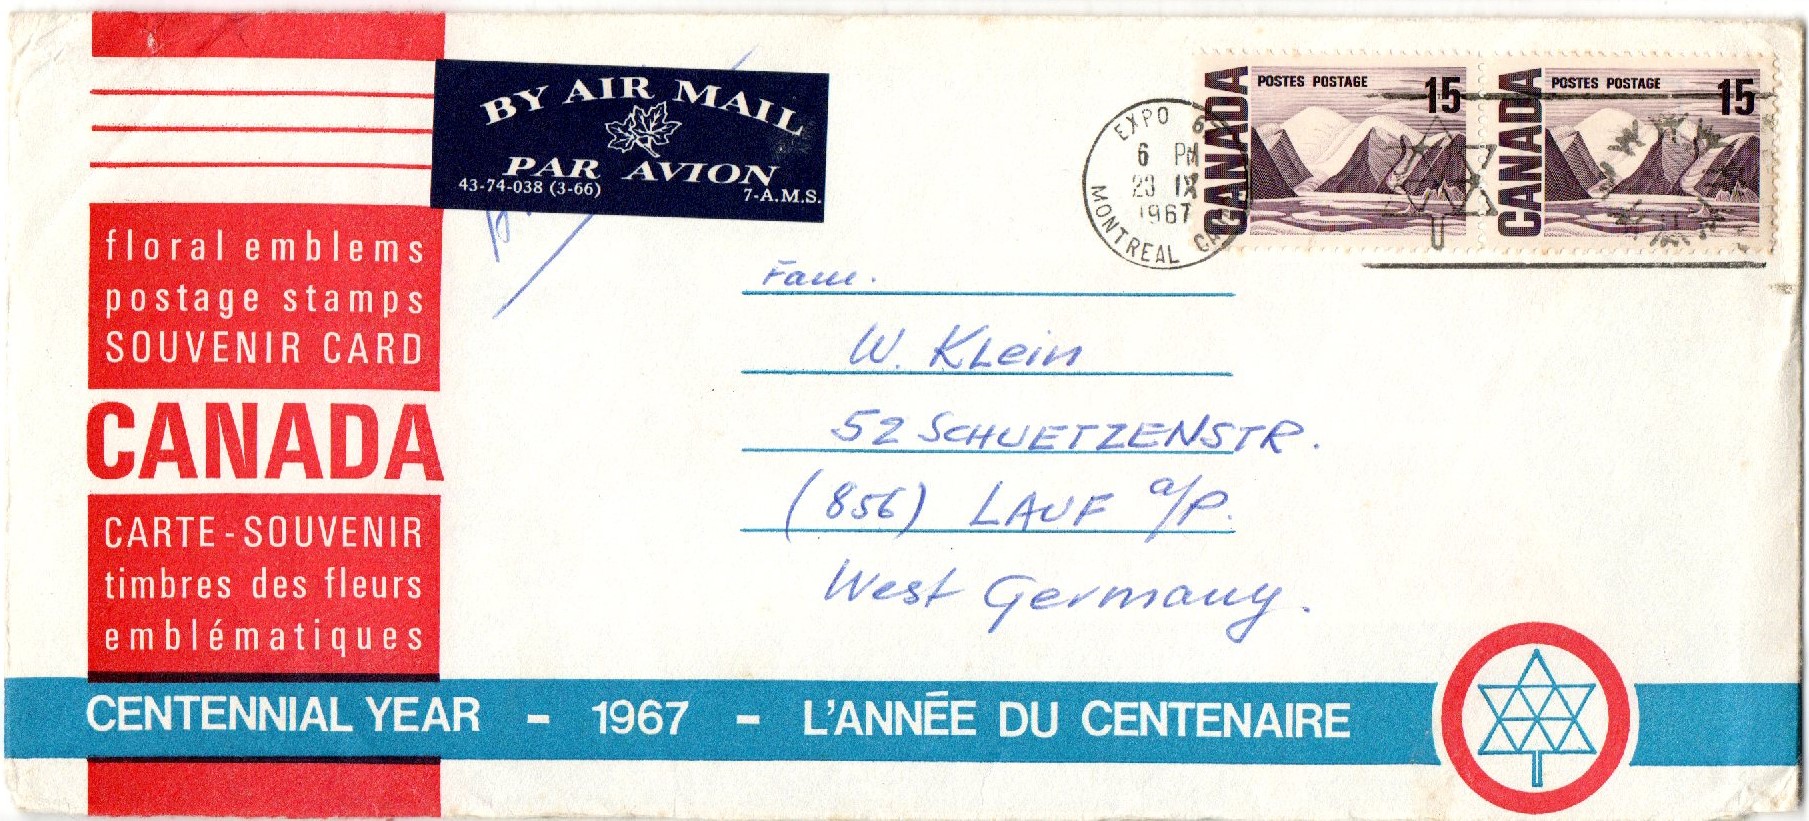 BY AIR MAIL
PAR AVION
43-74-038 (3-66) 7-A.M.S.
EXPO
6 PM
23 IX
1967
MONTREAL
CANADA
POSTES POSTAGE 15
CANADA
POSTES POSTAGE 15
floral emblems
postage stamps
SOUVENIR CARD
CANADA
CARTE-SOUVENIR
timbres des fleurs
emblématiques
Fam.
W. KLein
52 SCHUETZENSTR.
(856) LAUF a/P.
West Germany.
CENTENNIAL YEAR - 1967 - L'ANNÉE DU CENTENAIRE